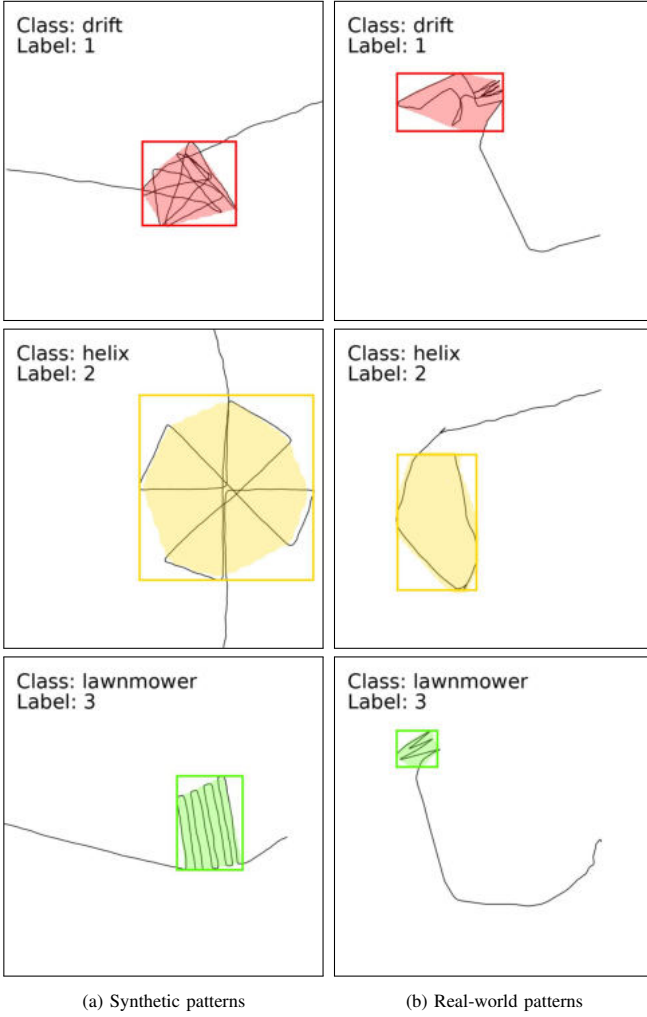 Class: drift
Label: 1
Class: drift
Label: 1
Class: helix
Label: 2
Class: helix
Label: 2
Class: lawnmower
Label: 3
Class: lawnmower
Label: 3
(a) Synthetic patterns
(b) Real-world patterns